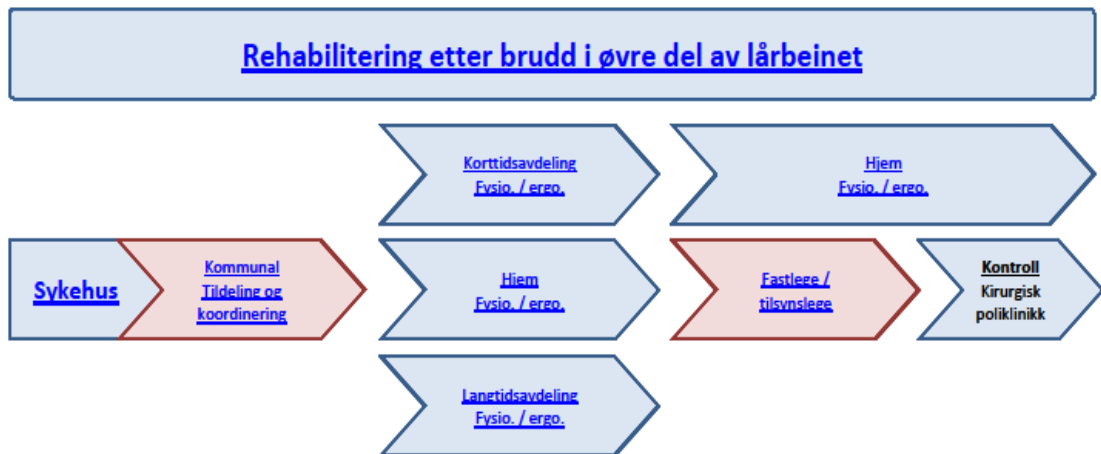 Rehabilitering etter brudd i øvre del av lårbeinet
Korttidsavdeling
Fysio. / ergo.
Hjem
Fysio. / ergo.
Sykehus
Kommunal
Tildeling og
koordinering
Hjem
Fysio. / ergo.
Fastlege /
tilsynslege
Kontroll
Kirurgisk
poliklinikk
Langtidsavdeling
Fysio. / ergo.